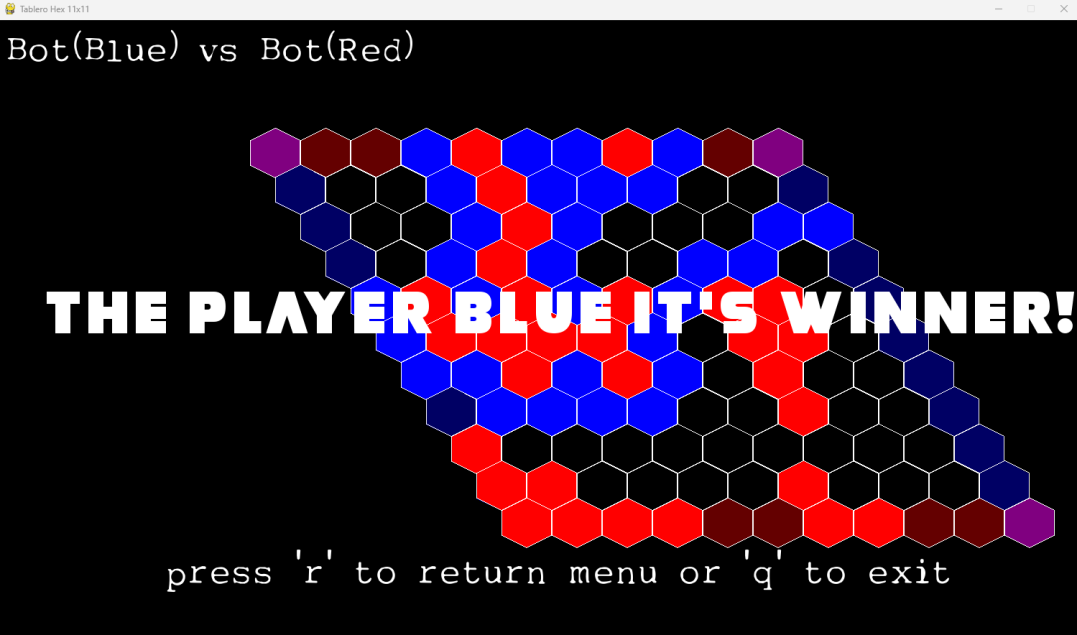 Tablero Hex 11x11
Bot(Blue) vs Bot(Red)
THE PLAYER BLUE IT'S WINNER!
press 'r' to return menu or 'q' to exit